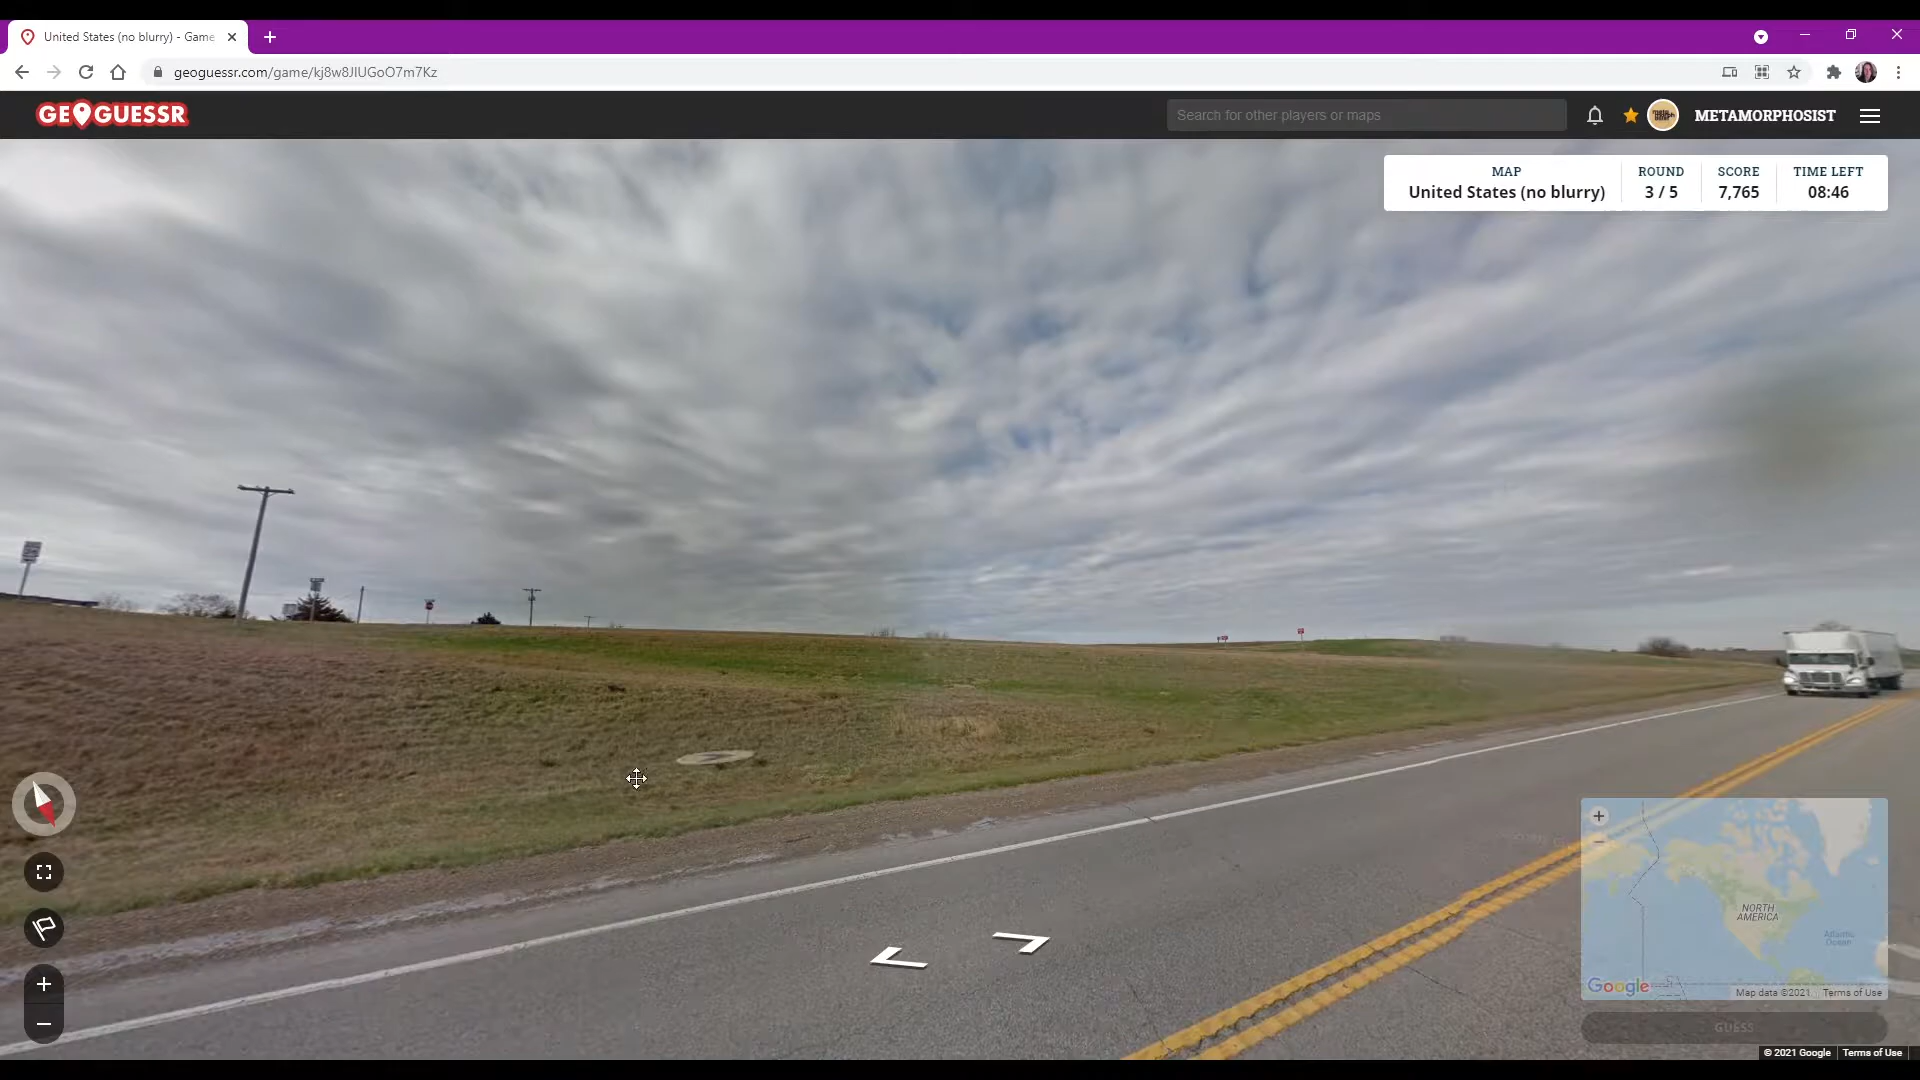 United States (no blurry) - Game
geoguessr.com/game/kj8w8JIUGoO7m7Kz
GEOGUESSR
Search for other players or maps
METAMORPHOSIST
MAP
United States (no blurry)
ROUND
3 / 5
SCORE
7,765
TIME LEFT
08:46
NORTH
AMERICA
Atlantic
Ocean
Google
Map data ©2021
Terms of Use
GUESS
© 2021 Google
Terms of Use